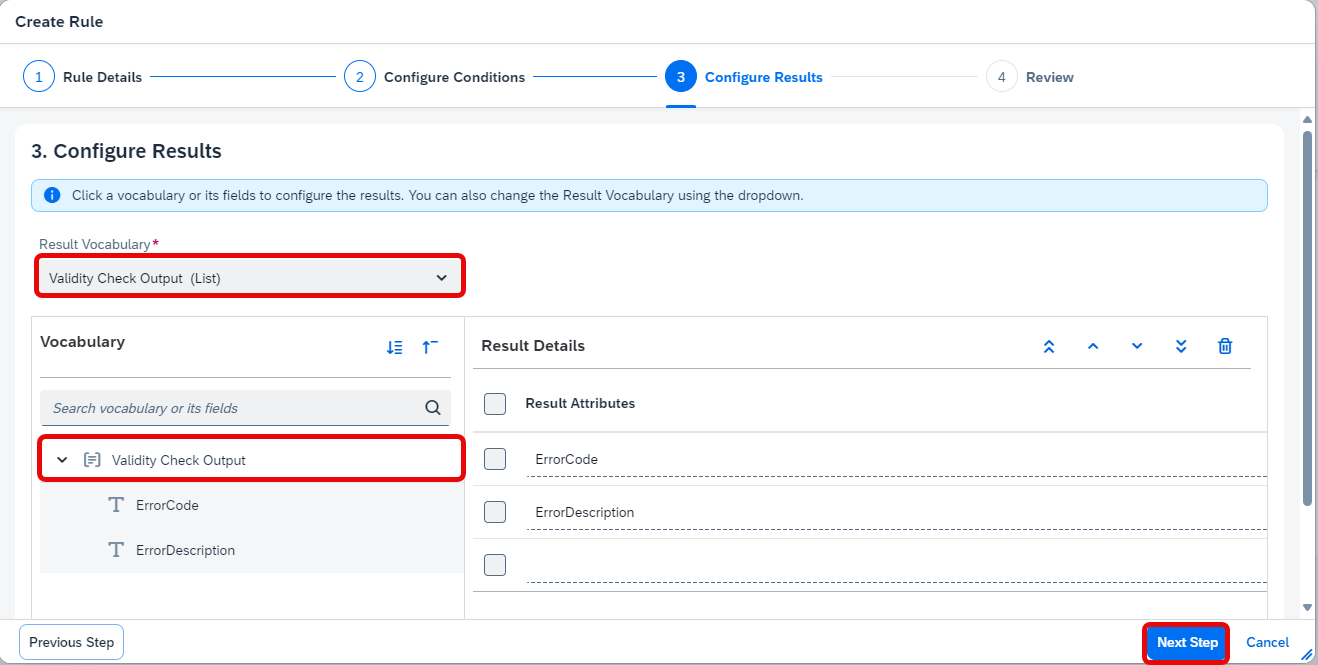 Create Rule
1 Rule Details 2 Configure Conditions 3 Configure Results 4 Review
3. Configure Results
Click a vocabulary or its fields to configure the results. You can also change the Result Vocabulary using the dropdown.
Result Vocabulary*
Validity Check Output (List)
Vocabulary
Search vocabulary or its fields
Validity Check Output
ErrorCode
ErrorDescription
Result Details
Result Attributes
ErrorCode
ErrorDescription
Previous Step Next Step Cancel